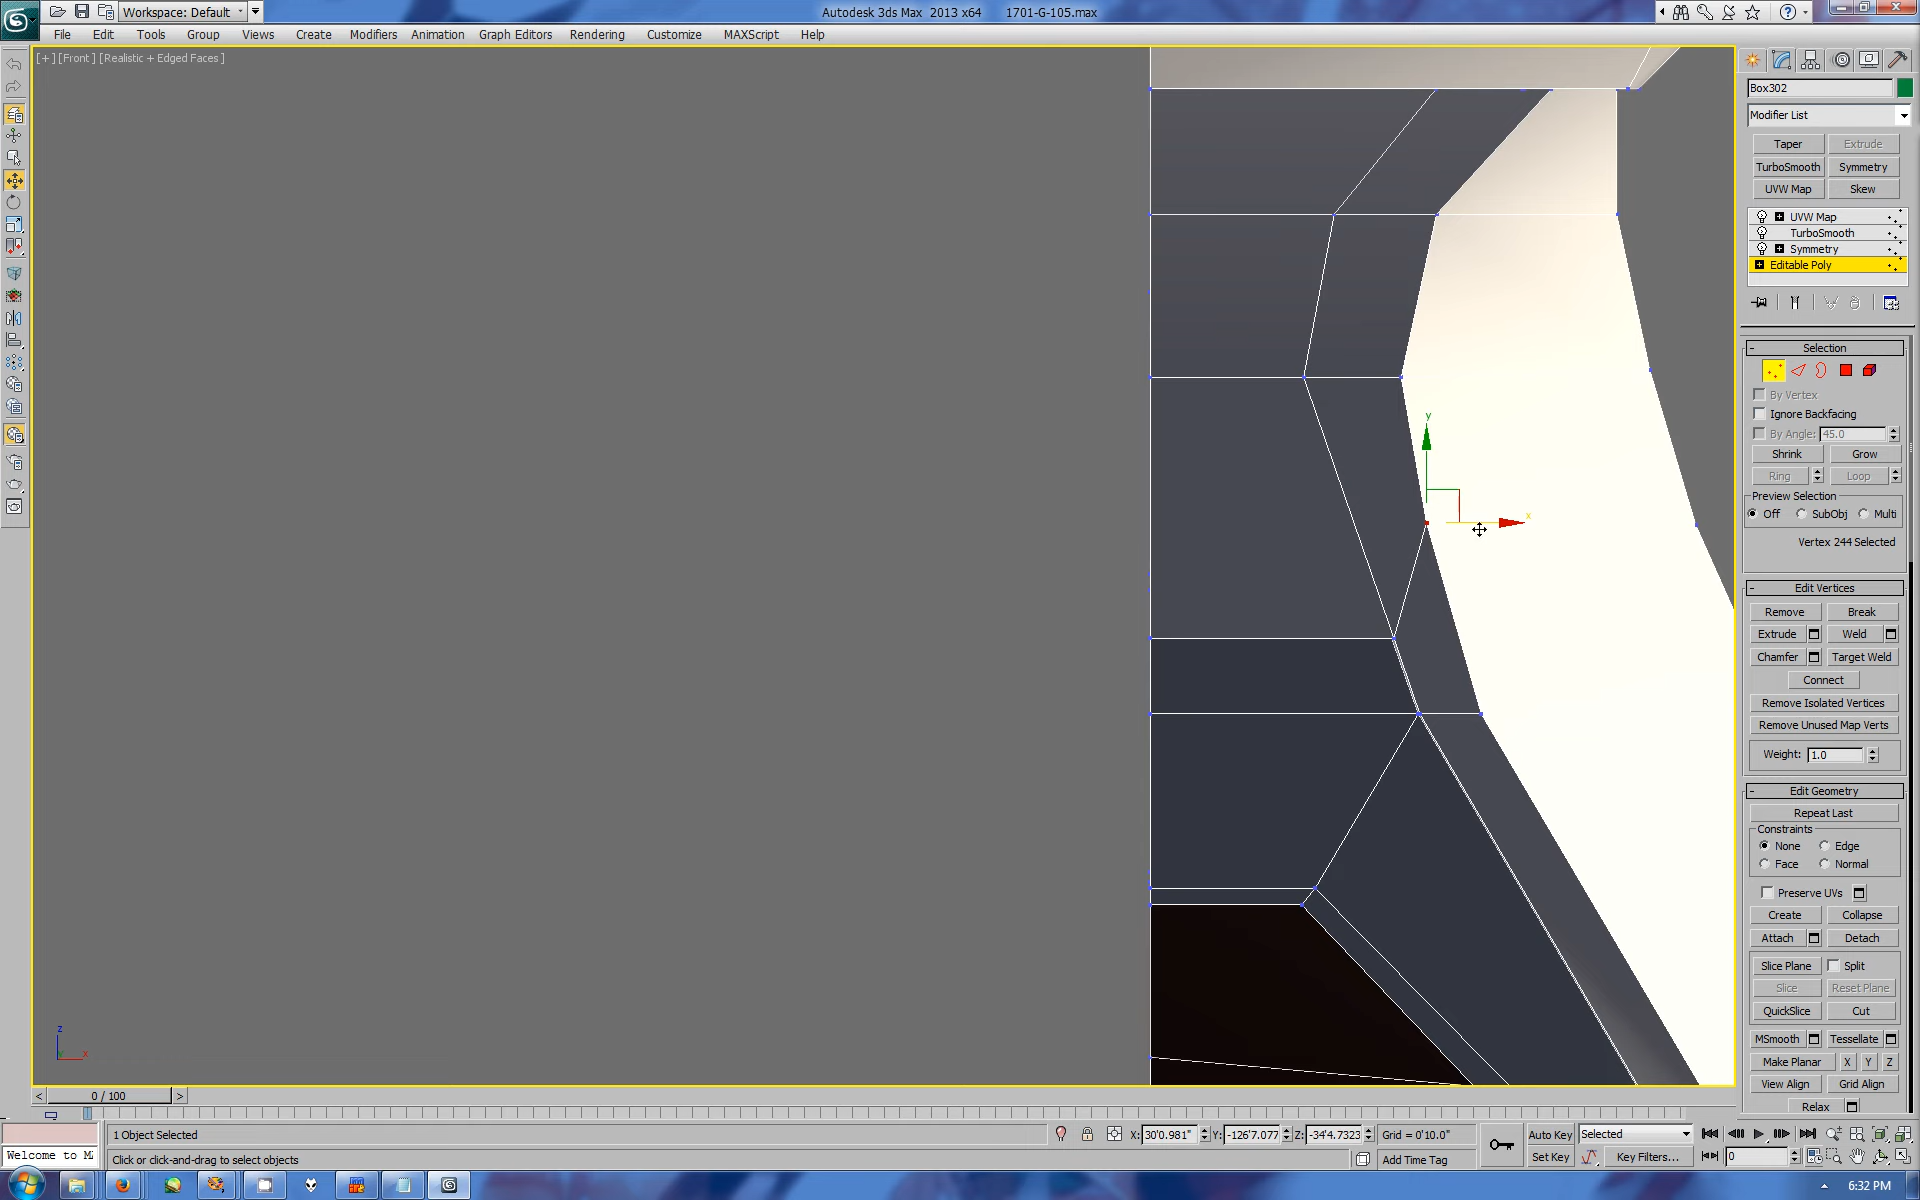 Workspace: Default
Autodesk 3ds Max 2013 x64 1701-G-105.max
File Edit Tools Group Views Create Modifiers Animation Graph Editors Rendering Customize MAXScript Help
[+] [Front] [Realistic + Edged Faces]
Box302
Modifier List
Taper Extrude
TurboSmooth Symmetry
UVW Map Skew
UVW Map
TurboSmooth
Symmetry
Editable Poly
- Selection
By Vertex
Ignore Backfacing
By Angle: 45.0
Shrink Grow
Ring Loop
Preview Selection
Off SubObj Multi
Vertex 244 Selected
- Edit Vertices
Remove Break
Extrude Weld
Chamfer Target Weld
Connect
Remove Isolated Vertices
Remove Unused Map Verts
Weight: 1.0
- Edit Geometry
Repeat Last
Constraints
None Edge
Face Normal
Preserve UVs
Create Collapse
Attach Detach
Slice Plane Split
Slice Reset Plane
QuickSlice Cut
MSmooth Tessellate
Make Planar X Y Z
View Align Grid Align
Relax
y
x
z
x
< 0 / 100 >
1 Object Selected X: 30'0.981" Y: -126'7.077 Z: -34'4.7323 Grid = 0'10.0" Auto Key Selected
Welcome to M Click or click-and-drag to select objects Add Time Tag Set Key Key Filters... 0
6:32 PM